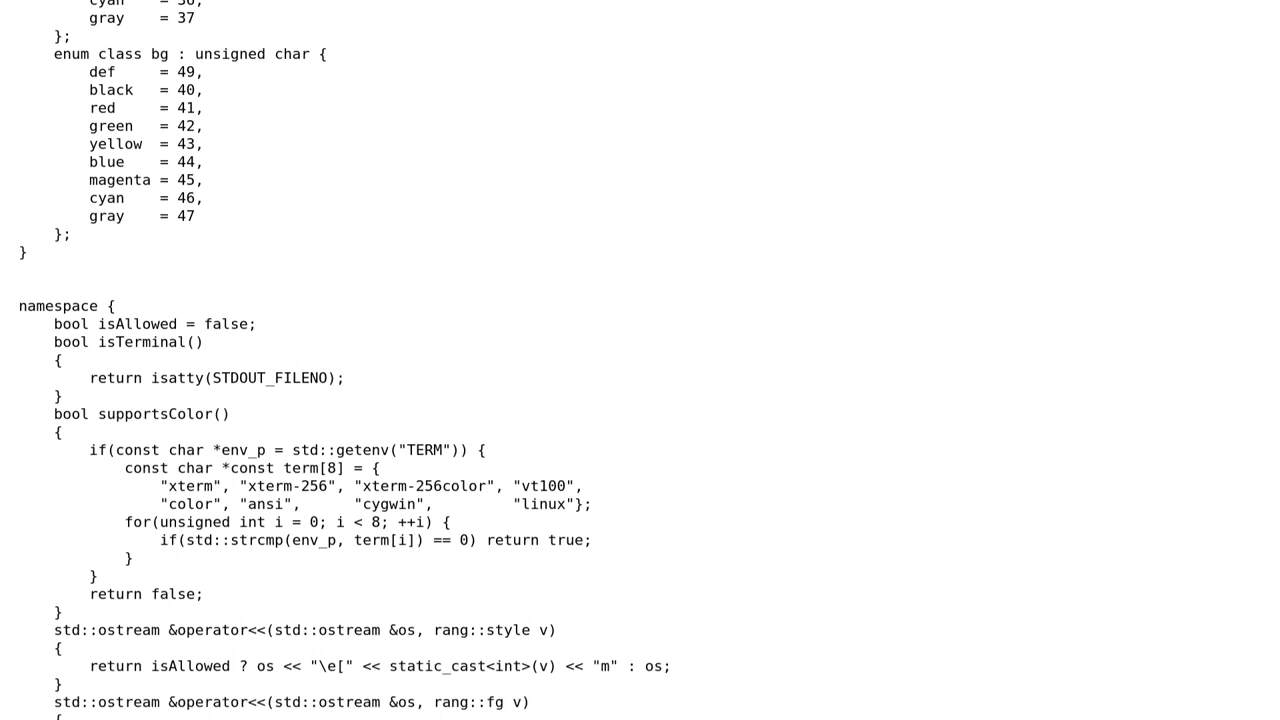 cyan    = 36,
        gray    = 37
    };
    enum class bg : unsigned char {
        def     = 49,
        black   = 40,
        red     = 41,
        green   = 42,
        yellow  = 43,
        blue    = 44,
        magenta = 45,
        cyan    = 46,
        gray    = 47
    };
}
namespace {
    bool isAllowed = false;
    bool isTerminal()
    {
        return isatty(STDOUT_FILENO);
    }
    bool supportsColor()
    {
        if(const char *env_p = std::getenv("TERM")) {
            const char *const term[8] = {
                "xterm", "xterm-256", "xterm-256color", "vt100",
                "color", "ansi",      "cygwin",         "linux"};
            for(unsigned int i = 0; i < 8; ++i) {
                if(std::strcmp(env_p, term[i]) == 0) return true;
            }
        }
        return false;
    }
    std::ostream &operator<<(std::ostream &os, rang::style v)
    {
        return isAllowed ? os << "\e[" << static_cast<int>(v) << "m" : os;
    }
    std::ostream &operator<<(std::ostream &os, rang::fg v)
    {